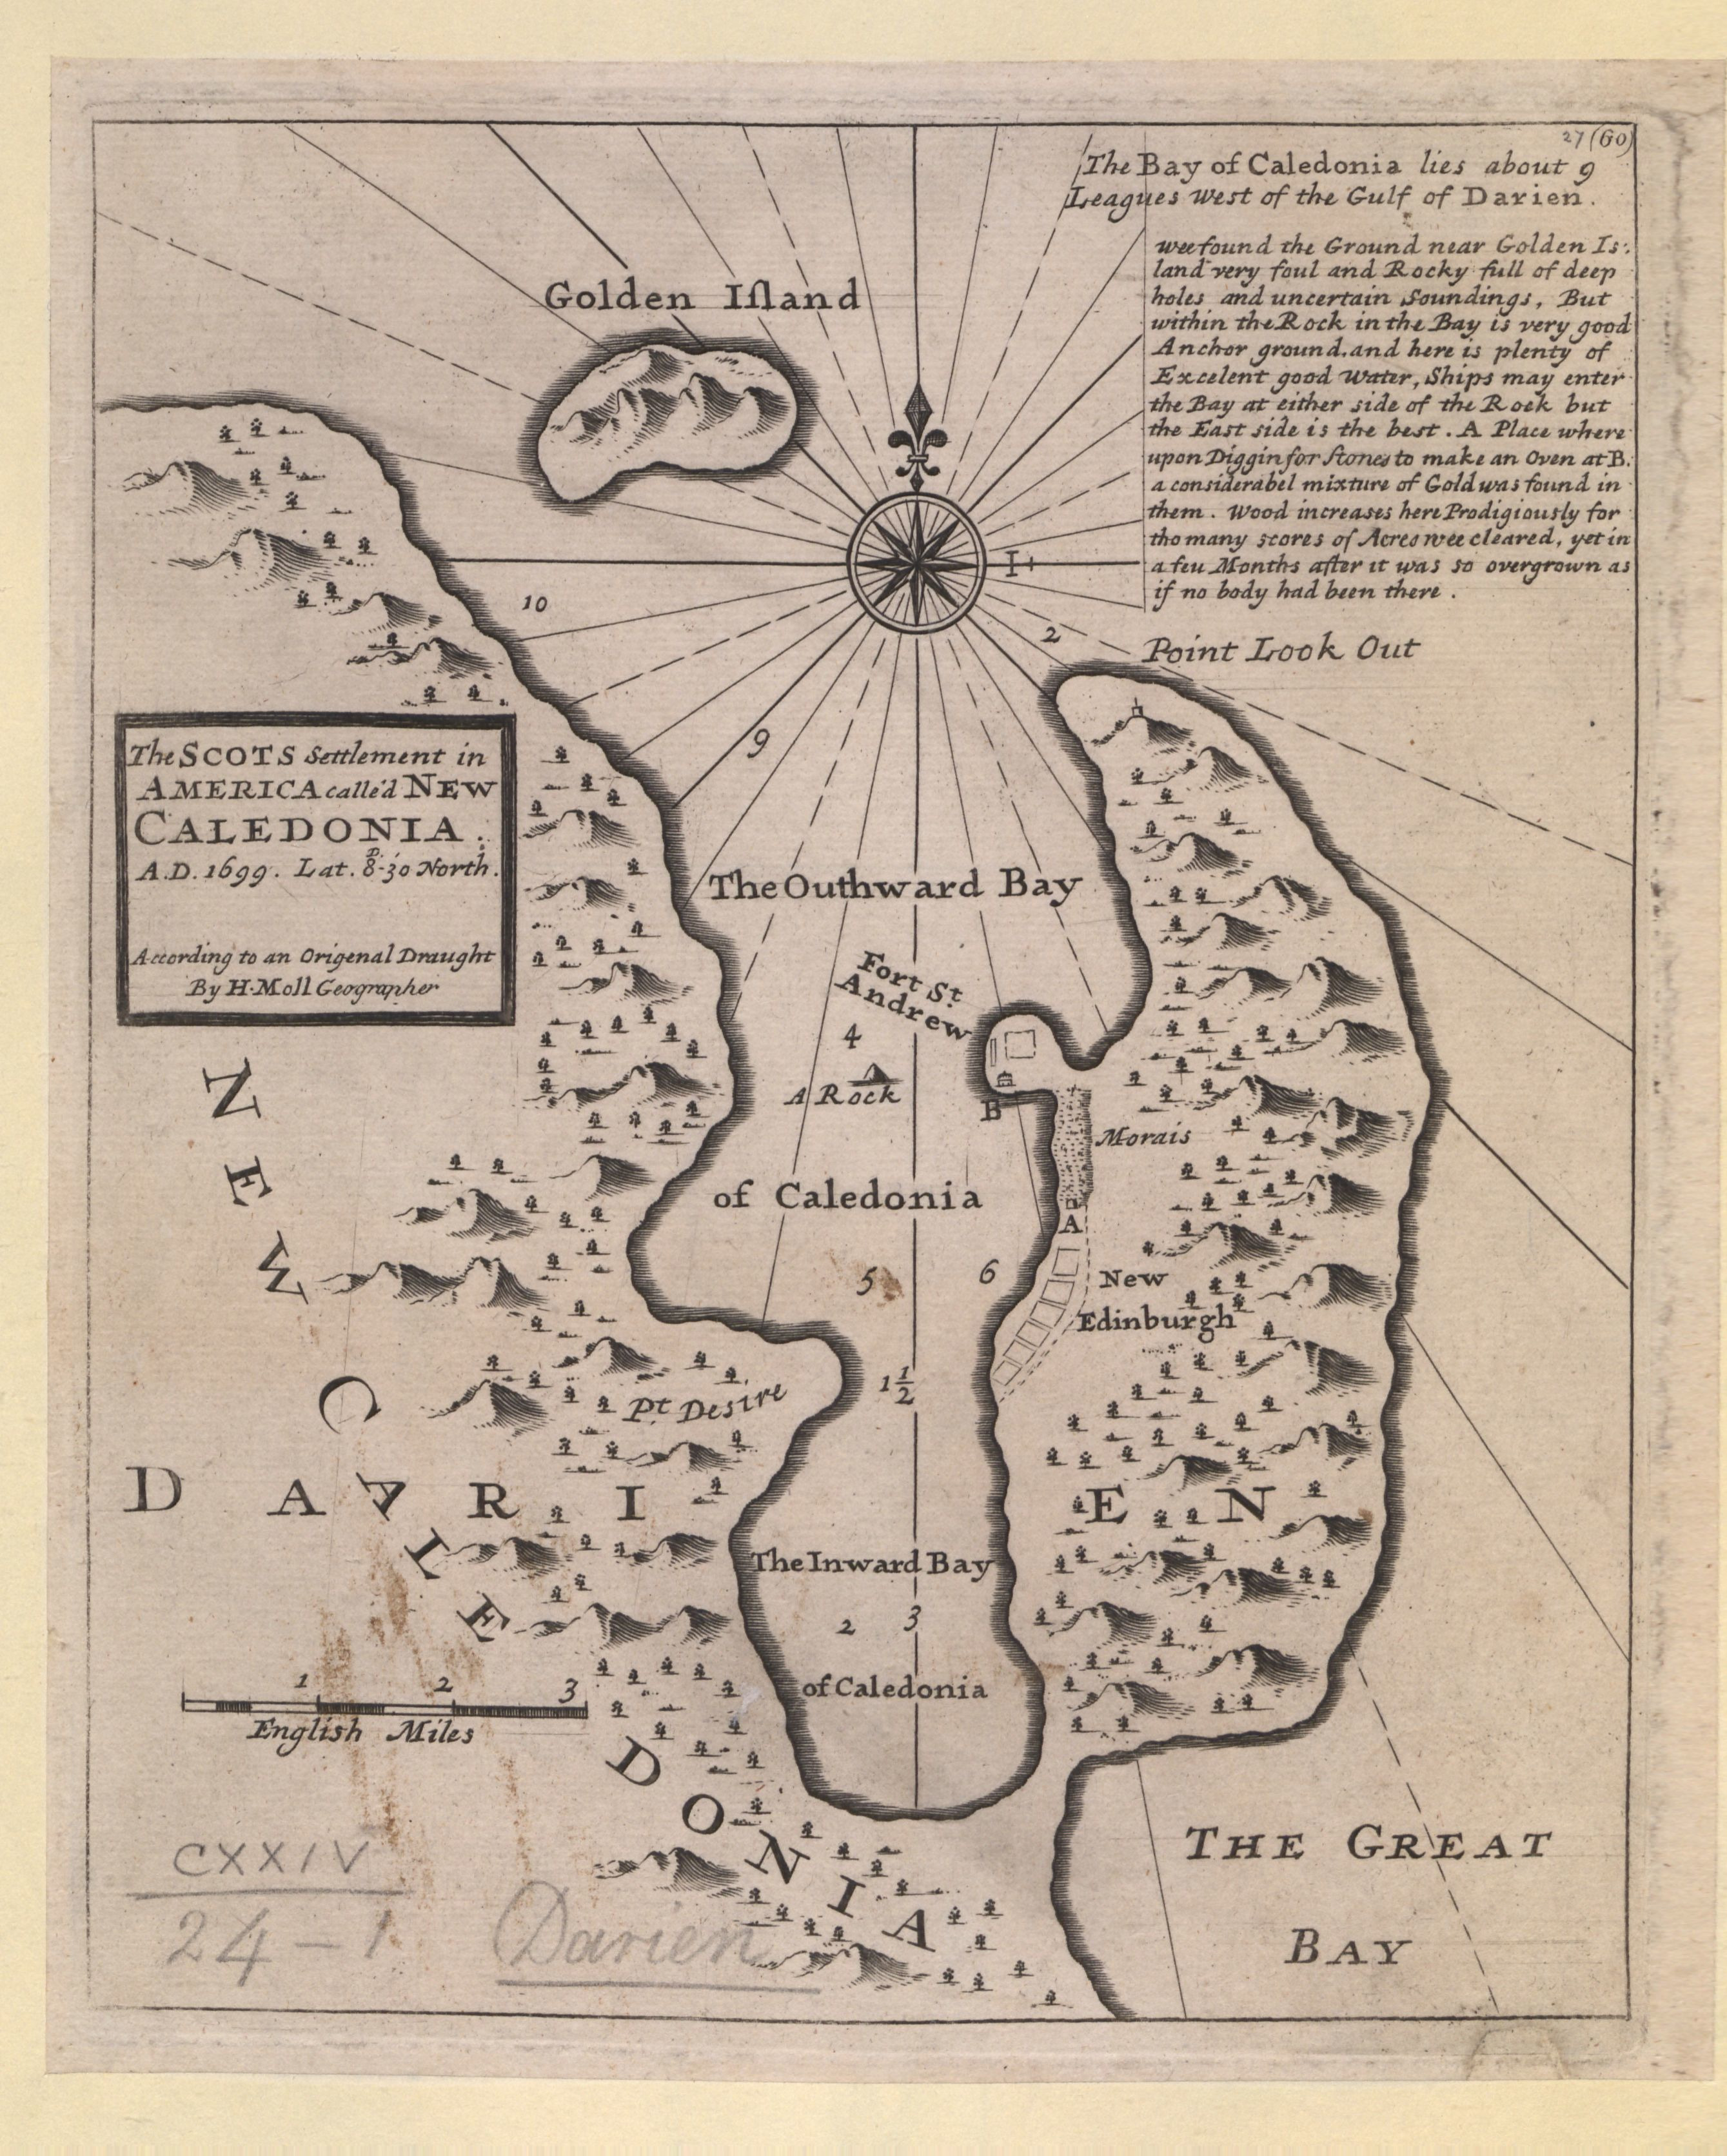 27 (60)
The Bay of Caledonia lies about 9
Leagues west of the Gulf of Darien.
wee found the Ground near Golden Is:
land very foul and Rocky full of deep
holes and uncertain Soundings, But
within the Rock in the Bay is very good
Anchor ground. and here is plenty of
Excelent good Water, Ships may enter
the Bay at either side of the Rock but
the East side is the best. A Place where
upon Diggin for Stones to make an Oven at B.
a considerabel mixture of Gold was found in
them. Wood increases here Prodigiously for
tho many scores of Acres wee cleared, yet in
a feu Months after it was so overgrown as
if no body had been there.
Golden Iſland
10
2
Point Look Out
9
The SCOTS Settlement in
AMERICA calle'd NEW
CALEDONIA.
A.D. 1699. Lat. 8D-30' North.
According to an Origenal Draught
By H. Moll Geographer
The Outhward Bay
Fort St.
Andrew
4
A Rock
B
Morais
of Caledonia
A
5
6
New
Edinburgh
1 1/2
Pt. Desire
NEW CALEDONIA
DARIEN
The Inward Bay
2 3
of Caledonia
1 2 3
English Miles
THE GREAT
BAY
CXXIV
24-1
Darien